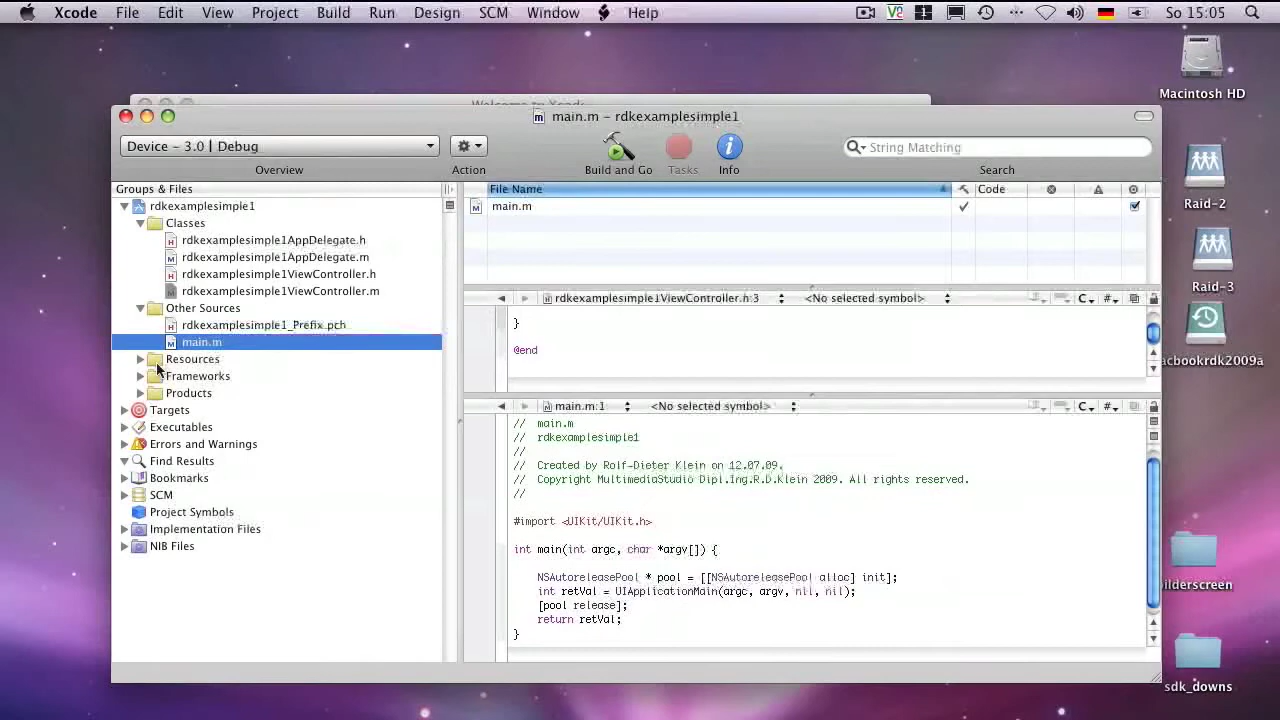 Xcode File Edit View Project Build Run Design SCM Window Help So 15:05
Macintosh HD
main.m – rdkexamplesimple1
Device – 3.0 | Debug
String Matching
Overview Action Build and Go Tasks Info Search
Groups & Files
File Name Code
rdkexamplesimple1
main.m
Classes
rdkexamplesimple1AppDelegate.h
rdkexamplesimple1AppDelegate.m
rdkexamplesimple1ViewController.h
rdkexamplesimple1ViewController.m
Other Sources
rdkexamplesimple1_Prefix.pch
main.m
Resources
Frameworks
Products
Targets
Executables
Errors and Warnings
Find Results
Bookmarks
SCM
Project Symbols
Implementation Files
NIB Files
rdkexamplesimple1ViewController.h:3 <No selected symbol> C #
}
@end
main.m:1 <No selected symbol> C #
// main.m
// rdkexamplesimple1
//
// Created by Rolf-Dieter Klein on 12.07.09.
// Copyright MultimediaStudio Dipl.Ing.R.D.Klein 2009. All rights reserved.
//
#import <UIKit/UIKit.h>
int main(int argc, char *argv[]) {
NSAutoreleasePool * pool = [[NSAutoreleasePool alloc] init];
int retVal = UIApplicationMain(argc, argv, nil, nil);
[pool release];
return retVal;
}
Raid-2
Raid-3
acbookrdk2009a
ilderscreen
sdk_downs